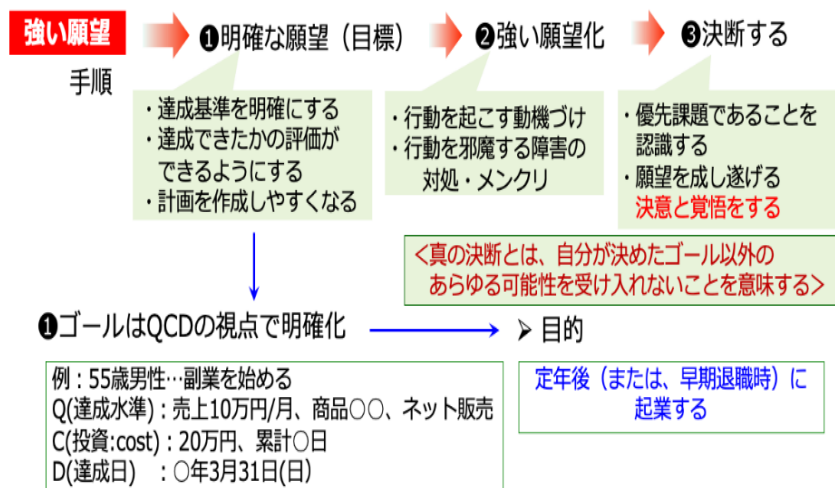 強い願望
❶明確な願望（目標）
❷強い願望化
❸決断する
手順
・達成基準を明確にする
・達成できたかの評価が
できるようにする
・計画を作成しやすくなる
・行動を起こす動機づけ
・行動を邪魔する障害の
対処・メンクリ
・優先課題であることを
認識する
・願望を成し遂げる
決意と覚悟をする
<真の決断とは、自分が決めたゴール以外の
あらゆる可能性を受け入れないことを意味する>
❶ゴールはQCDの視点で明確化
➢ 目的
例：55歳男性…副業を始める
Q(達成水準)：売上10万円/月、商品○○、ネット販売
C(投資:cost)：20万円、累計○日
D(達成日)　：○年3月31日(日)
定年後（または、早期退職時）に
起業する